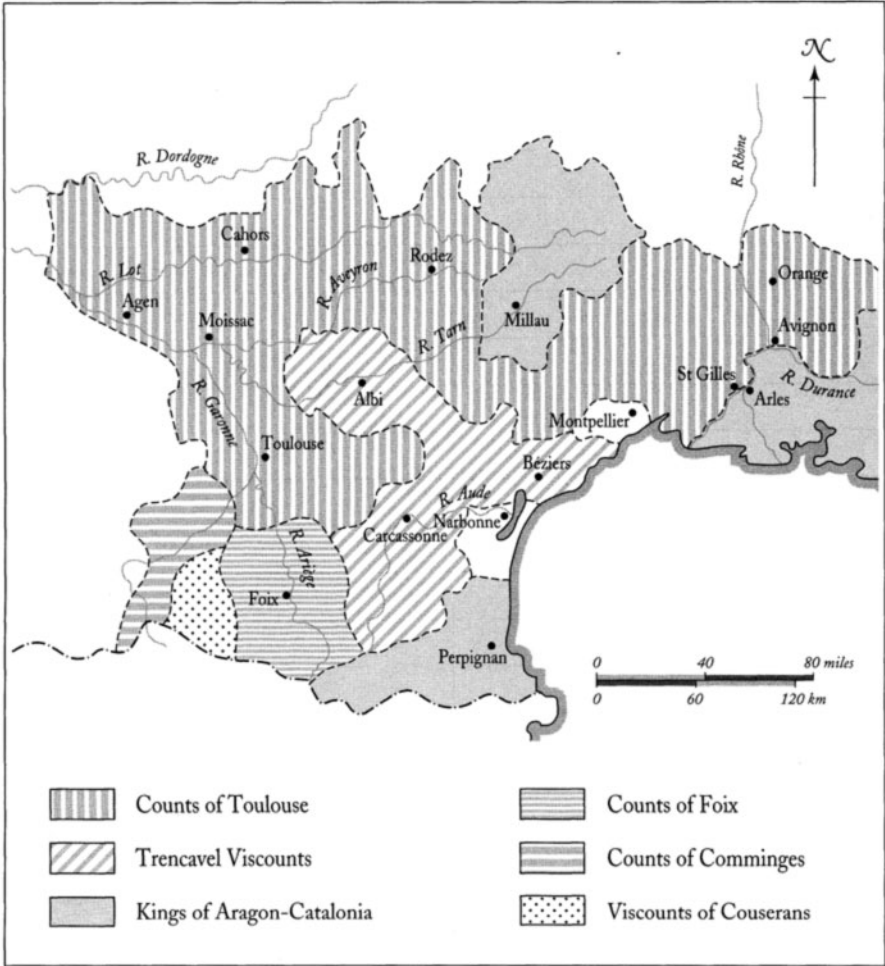 N
R. Dordogne
R. Rhône
Cahors
Rodez
Orange
R. Lot
R. Aveyron
Agen
Millau
Moissac
R. Tarn
Avignon
St Gilles
R. Durance
Albi
Arles
R. Garonne
Montpellier
Toulouse
Béziers
R. Aude
Narbonne
Carcassonne
R. Ariège
Foix
Perpignan
0 40 80 miles
0 60 120 km
Counts of Toulouse
Counts of Foix
Trencavel Viscounts
Counts of Comminges
Kings of Aragon-Catalonia
Viscounts of Couserans